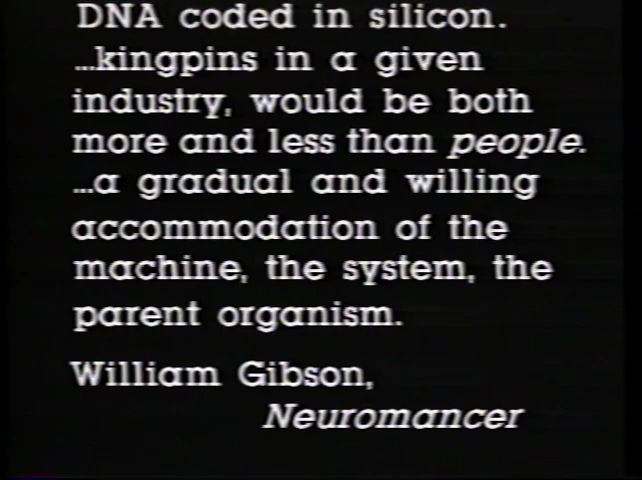 DNA coded in silicon.
...kingpins in a given
industry, would be both
more and less than people.
...a gradual and willing
accommodation of the
machine, the system, the
parent organism.
William Gibson,
Neuromancer